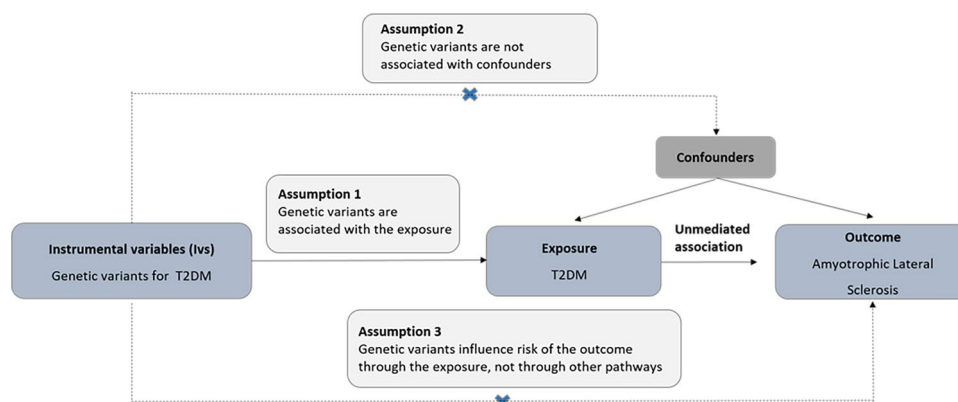 Assumption 2
Genetic variants are not
associated with confounders
Confounders
Assumption 1
Genetic variants are
associated with the exposure
Instrumental variables (Ivs)
Genetic variants for T2DM
Exposure
T2DM
Unmediated
association
Outcome
Amyotrophic Lateral
Sclerosis
Assumption 3
Genetic variants influence risk of the outcome
through the exposure, not through other pathways